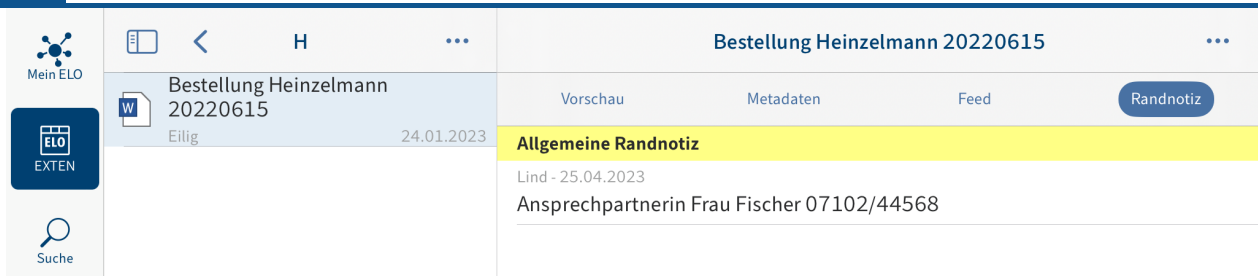 Mein ELO
ELO
EXTEN
Suche
H
•••
W
Bestellung Heinzelmann
20220615
Eilig 24.01.2023
Bestellung Heinzelmann 20220615
•••
Vorschau Metadaten Feed Randnotiz
Allgemeine Randnotiz
Lind - 25.04.2023
Ansprechpartnerin Frau Fischer 07102/44568